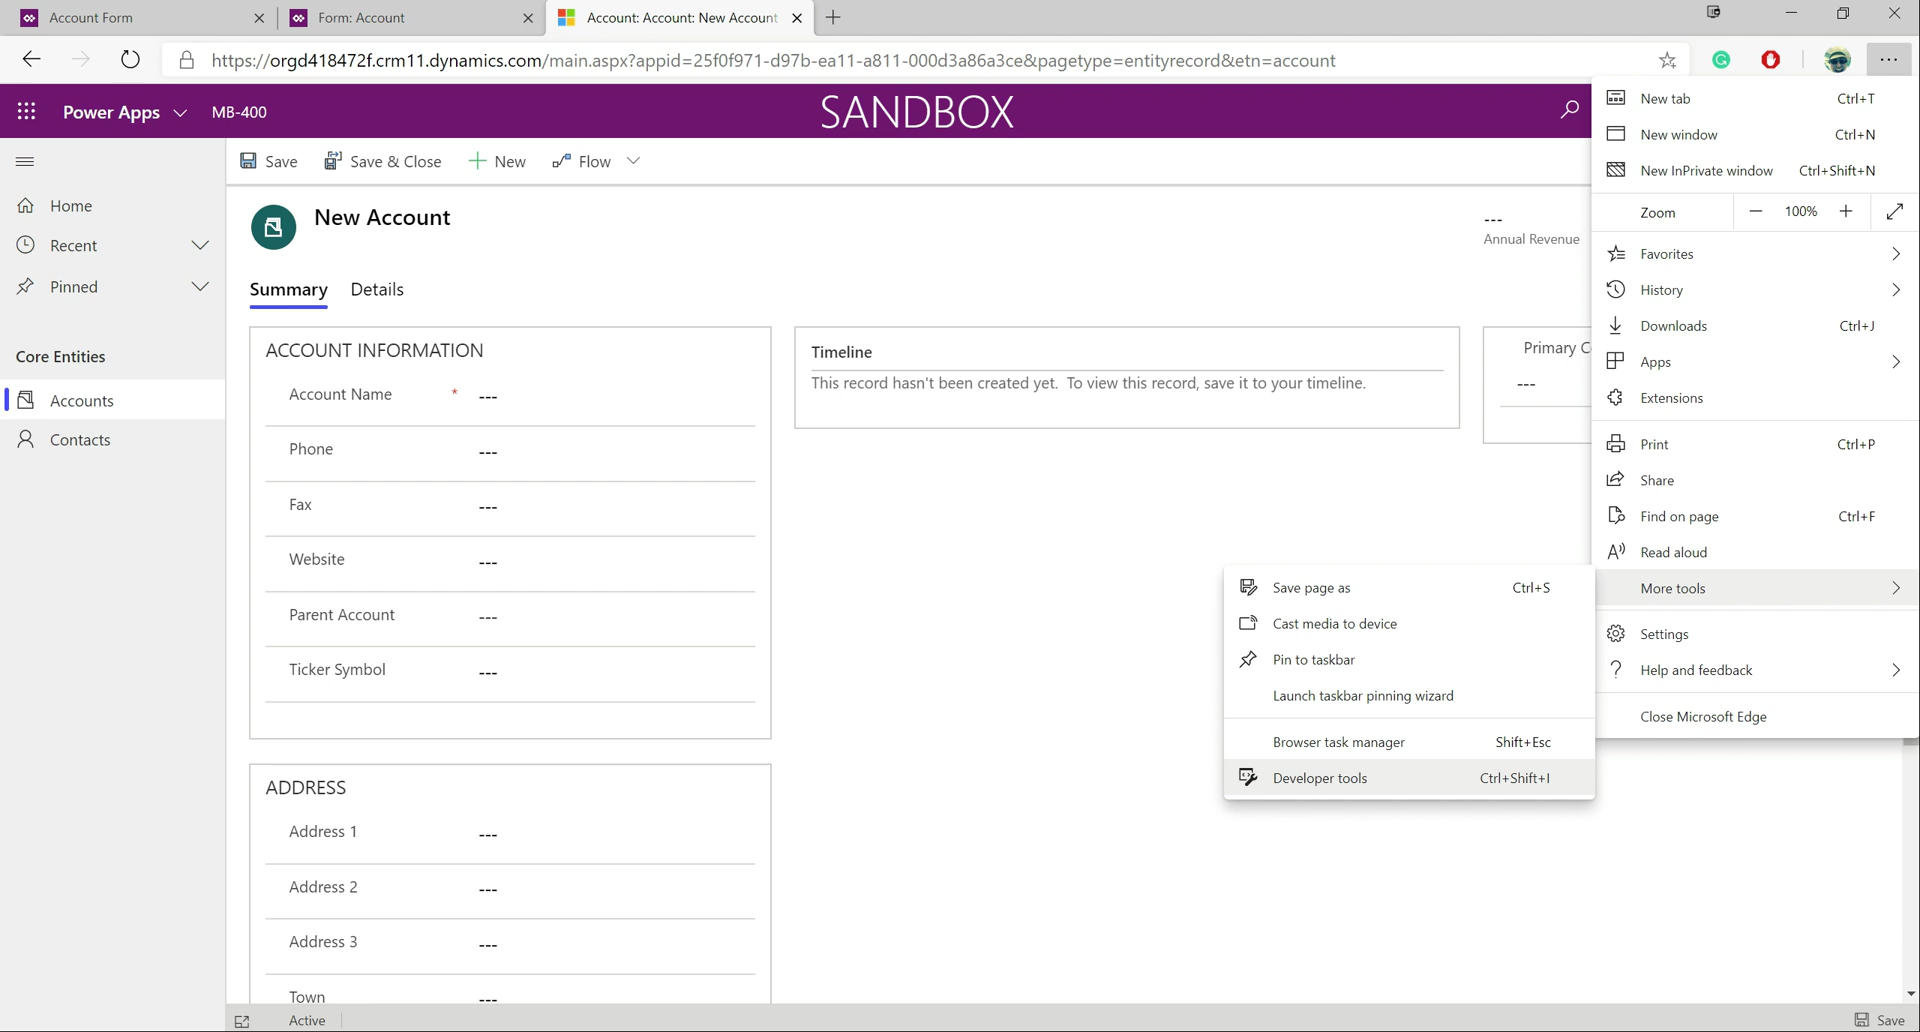 Account Form
Form: Account
Account: Account: New Account
https://orgd418472f.crm11.dynamics.com/main.aspx?appid=25f0f971-d97b-ea11-a811-000d3a86a3ce&pagetype=entityrecord&etn=account
Power Apps
MB-400
SANDBOX
Save
Save & Close
New
Flow
Home
Recent
Pinned
Core Entities
Accounts
Contacts
New Account
---
Annual Revenue
Summary
Details
ACCOUNT INFORMATION
Account Name * ---
Phone ---
Fax ---
Website ---
Parent Account ---
Ticker Symbol ---
ADDRESS
Address 1 ---
Address 2 ---
Address 3 ---
Town ---
Timeline
This record hasn't been created yet. To view this record, save it to your timeline.
Primary C
---
New tab Ctrl+T
New window Ctrl+N
New InPrivate window Ctrl+Shift+N
Zoom 100%
Favorites
History
Downloads Ctrl+J
Apps
Extensions
Print Ctrl+P
Share
Find on page Ctrl+F
Read aloud
More tools
Settings
Help and feedback
Close Microsoft Edge
Save page as Ctrl+S
Cast media to device
Pin to taskbar
Launch taskbar pinning wizard
Browser task manager Shift+Esc
Developer tools Ctrl+Shift+I
Active
Save